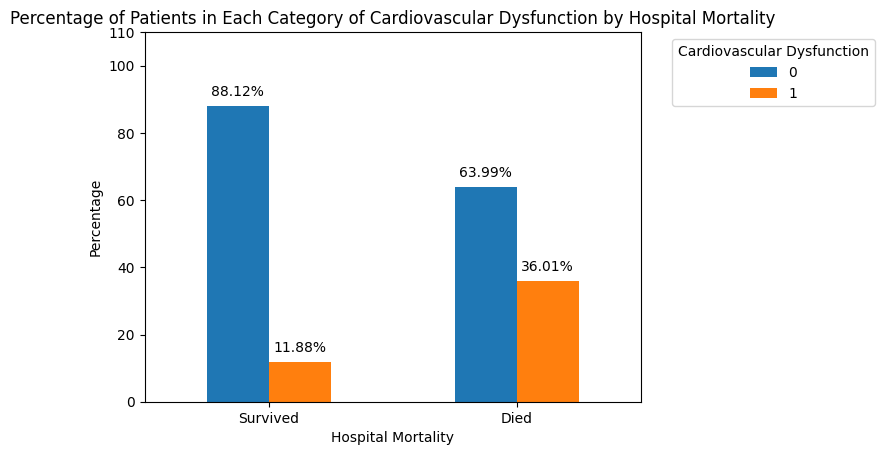 Percentage of Patients in Each Category of Cardiovascular Dysfunction by Hospital Mortality
110
100
80
60
40
20
0
Percentage
88.12%
11.88%
63.99%
36.01%
Survived
Died
Hospital Mortality
Cardiovascular Dysfunction
0
1